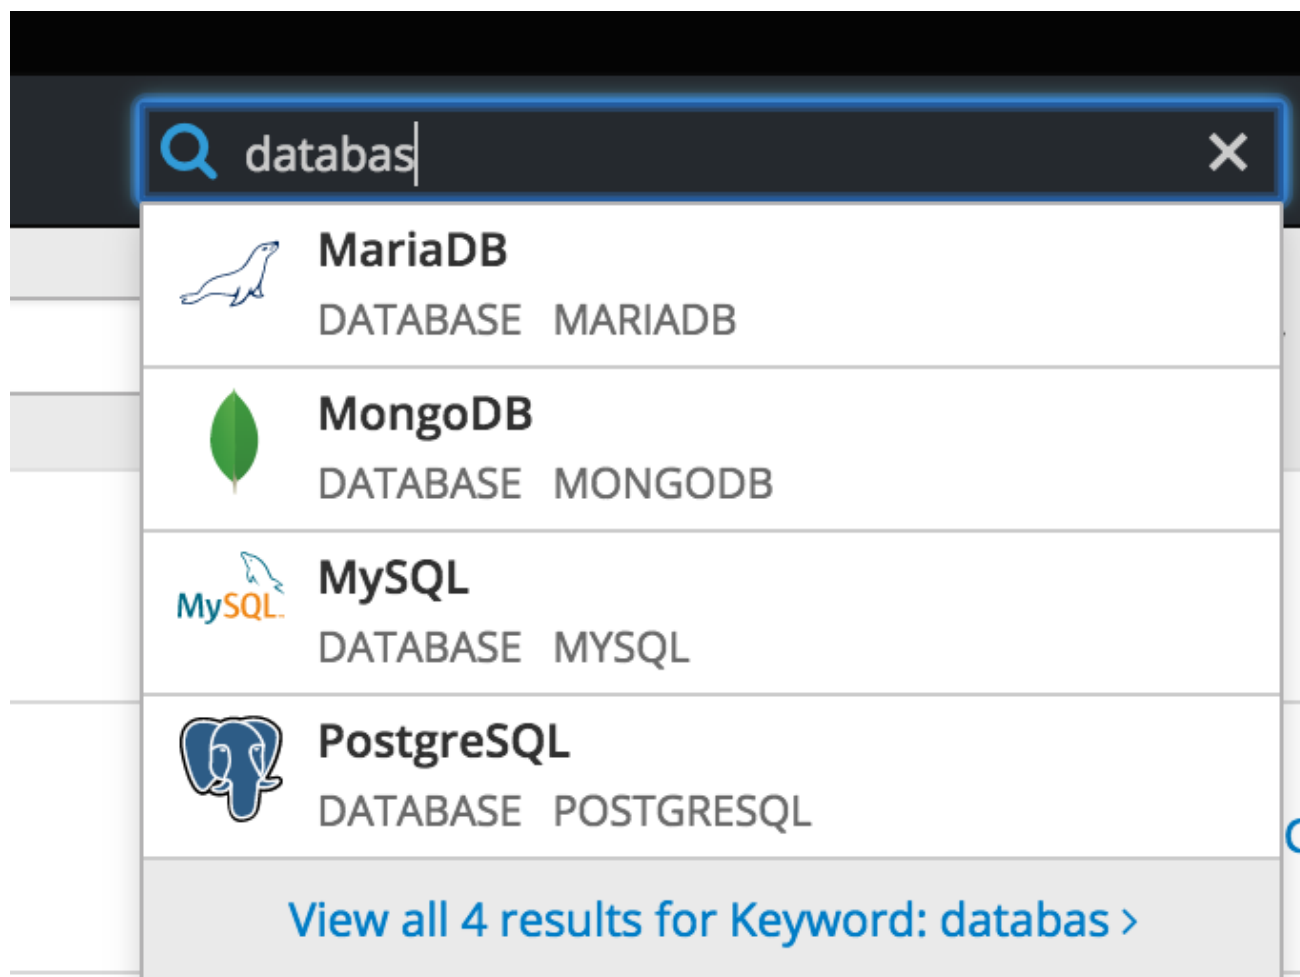 databas
MariaDB
DATABASE MARIADB
MongoDB
DATABASE MONGODB
MySQL
MySQL
DATABASE MYSQL
PostgreSQL
DATABASE POSTGRESQL
View all 4 results for Keyword: databas >